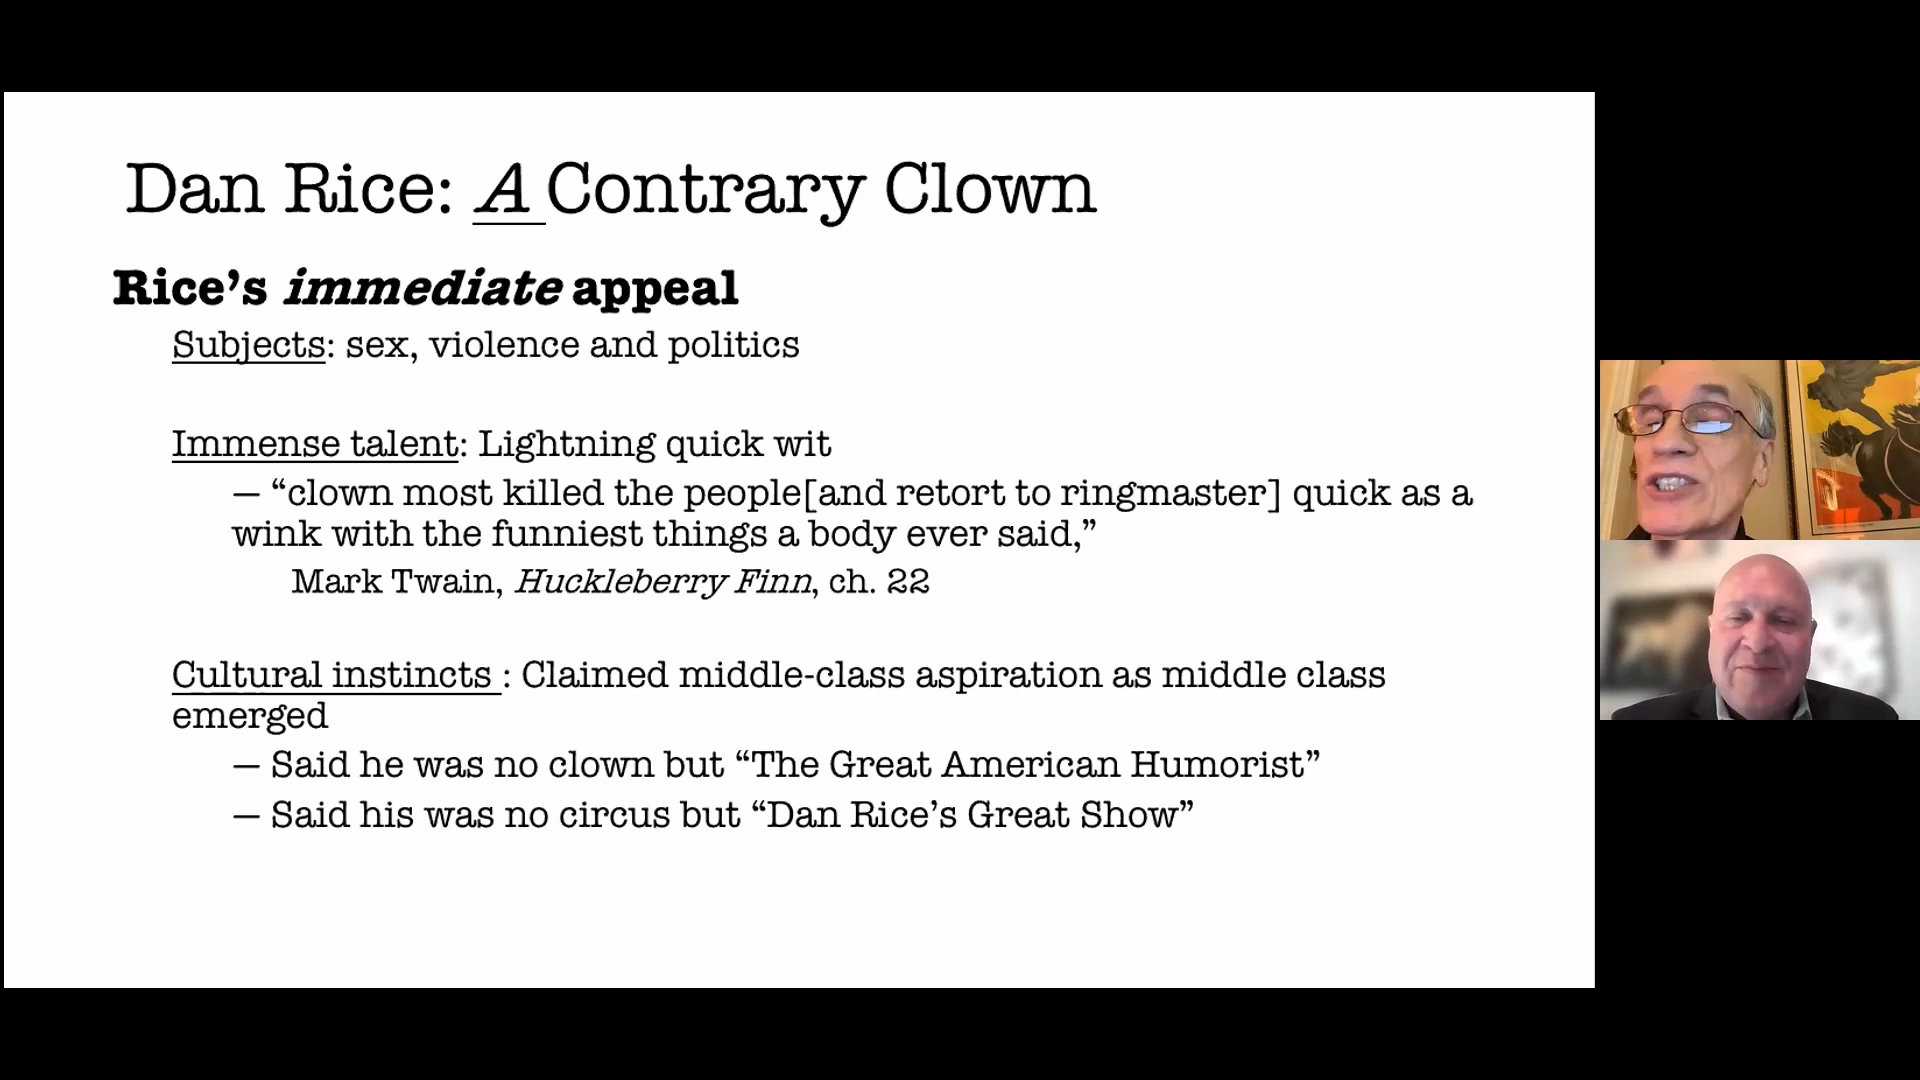 Dan Rice: A Contrary Clown
Rice’s immediate appeal
Subjects: sex, violence and politics
Immense talent: Lightning quick wit
— “clown most killed the people[and retort to ringmaster] quick as a
wink with the funniest things a body ever said,”
Mark Twain, Huckleberry Finn, ch. 22
Cultural instincts : Claimed middle-class aspiration as middle class
emerged
— Said he was no clown but “The Great American Humorist”
— Said his was no circus but “Dan Rice’s Great Show”